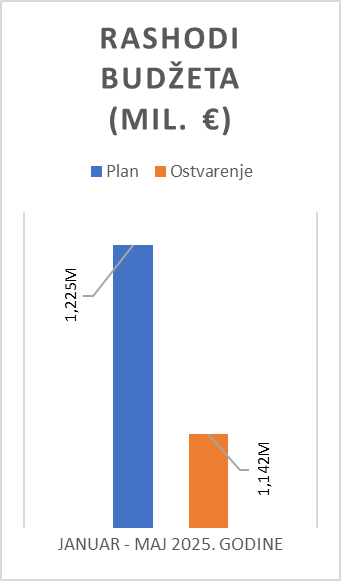 RASHODI
BUDŽETA
(MIL. €)
Plan Ostvarenje
1,225M
1,142M
JANUAR - MAJ 2025. GODINE